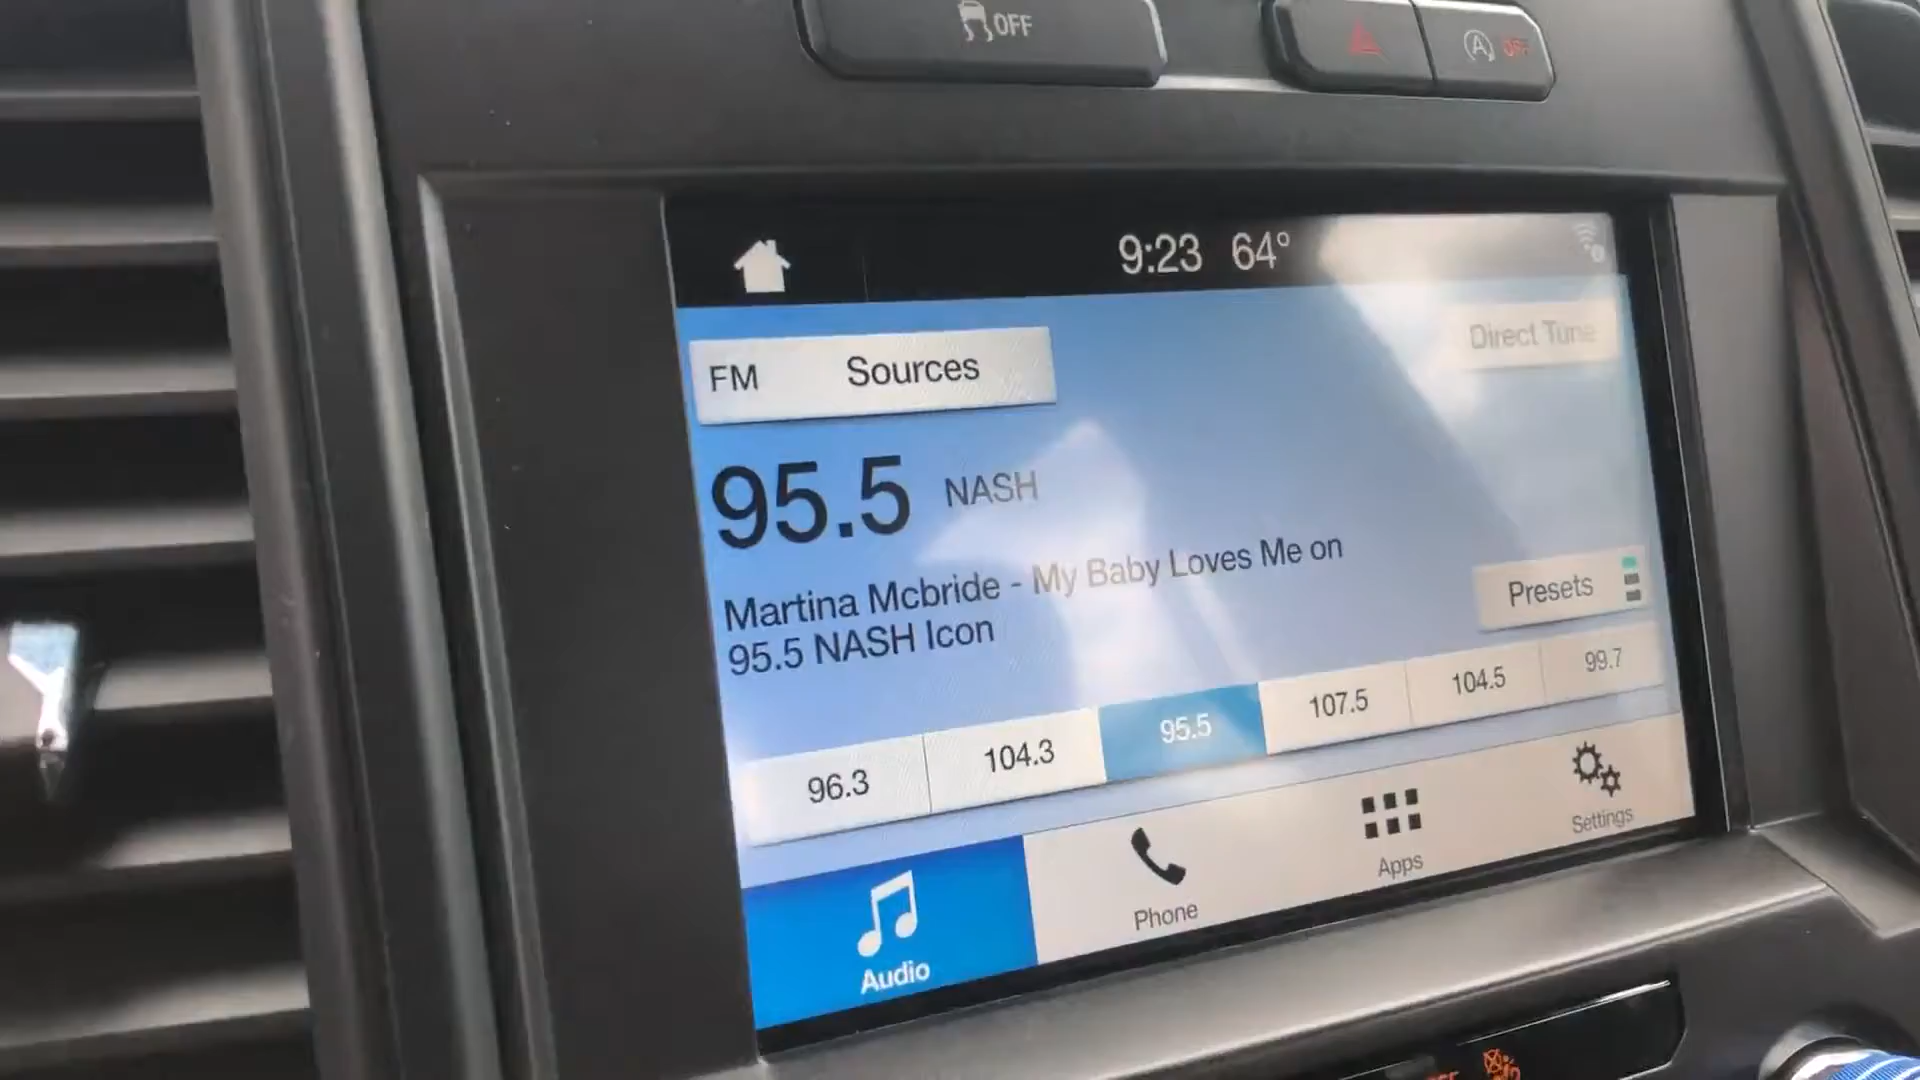 OFF
A OFF
9:23 64°
FM Sources
Direct Tune
95.5 NASH
Martina Mcbride - My Baby Loves Me on
95.5 NASH Icon
Presets
96.3 104.3 95.5 107.5 104.5 99.7
Audio Phone Apps Settings